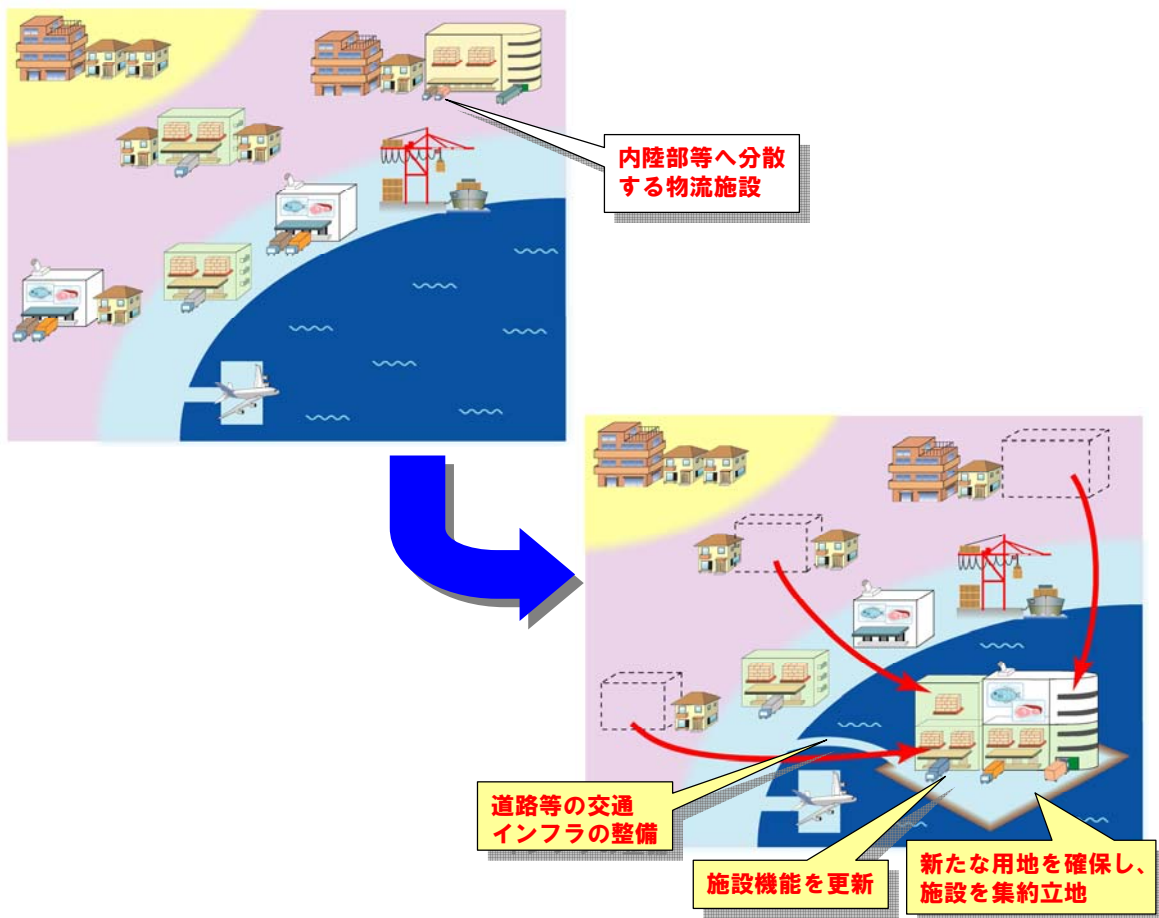 内陸部等へ分散
する物流施設
道路等の交通
インフラの整備
施設機能を更新
新たな用地を確保し、
施設を集約立地